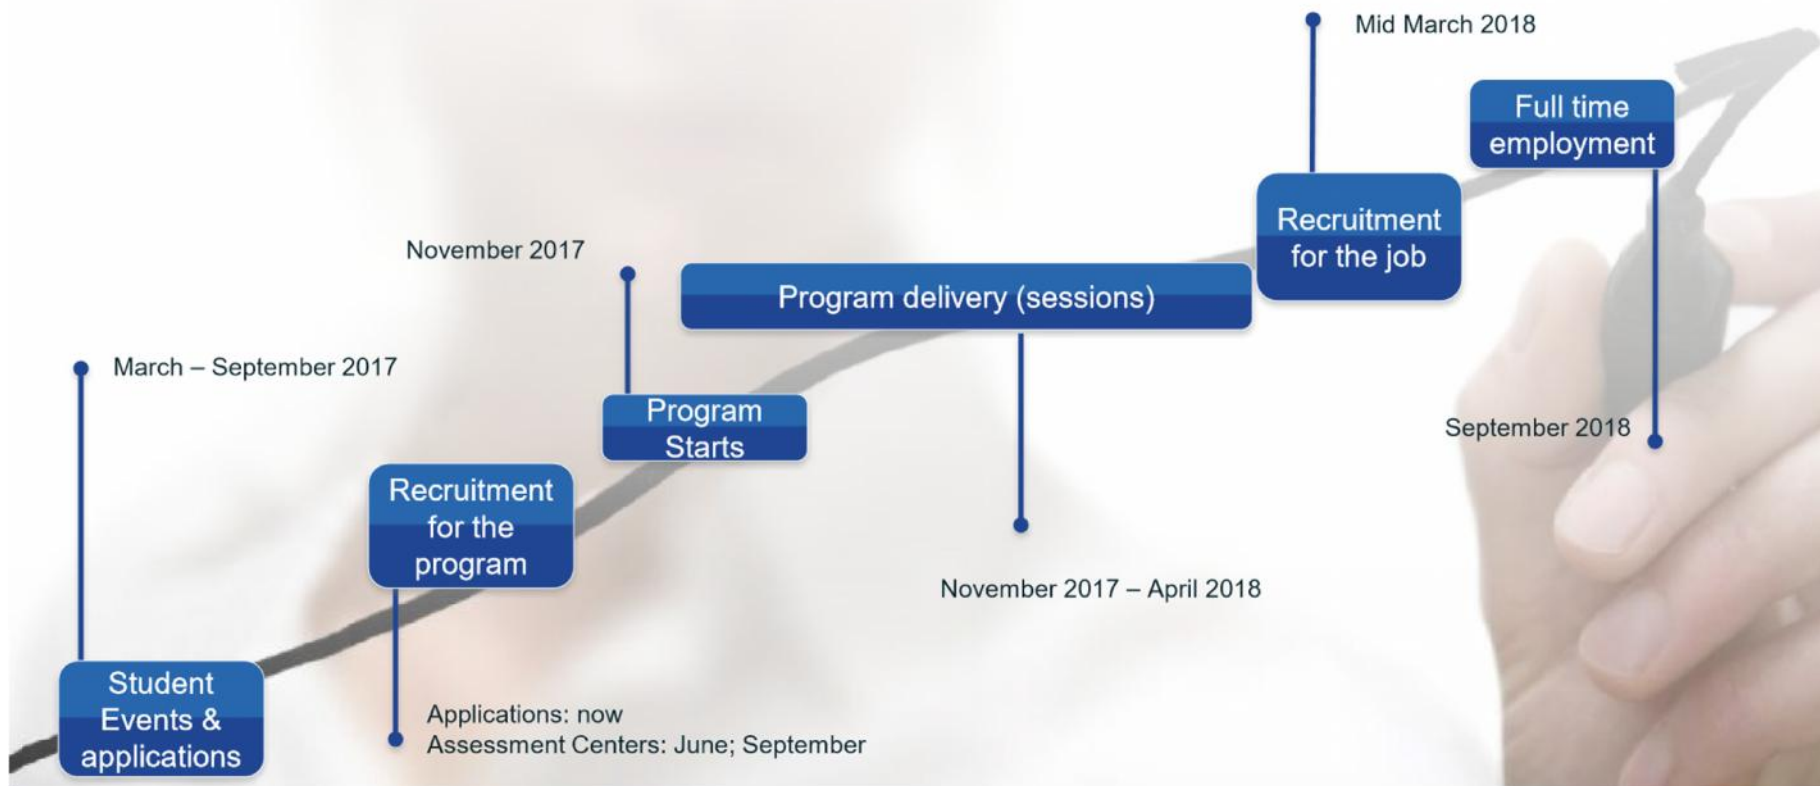 Mid March 2018
Full time
employment
Recruitment
for the job
November 2017
Program delivery (sessions)
March – September 2017
Program
Starts
September 2018
Recruitment
for the
program
November 2017 – April 2018
Student
Events &
applications
Applications: now
Assessment Centers: June; September